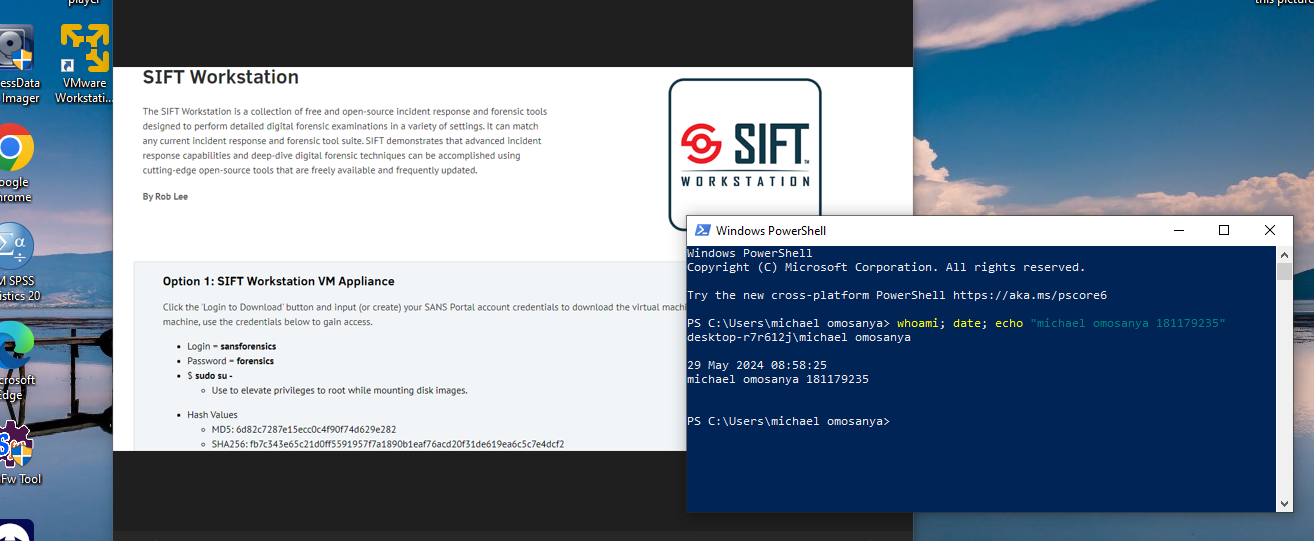 player
this picture
essData
Imager
VMware
Workstati...
oogle
hrome
M SPSS
istics 20
crosoft
Edge
Fw Tool
SIFT Workstation
The SIFT Workstation is a collection of free and open-source incident response and forensic tools
designed to perform detailed digital forensic examinations in a variety of settings. It can match
any current incident response and forensic tool suite. SIFT demonstrates that advanced incident
response capabilities and deep-dive digital forensic techniques can be accomplished using
cutting-edge open-source tools that are freely available and frequently updated.
By Rob Lee
SIFT™
WORKSTATION
Option 1: SIFT Workstation VM Appliance
Click the 'Login to Download' button and input (or create) your SANS Portal account credentials to download the virtual machi
machine, use the credentials below to gain access.
Login = sansforensics
Password = forensics
$ sudo su -
Use to elevate privileges to root while mounting disk images.
Hash Values
MD5: 6d82c7287e15ecc0c4f90f74d629e282
SHA256: fb7c343e65c21d0ff5591957f7a1890b1eaf76acd20f31de619ea6c5c7e4dcf2
Windows PowerShell
Windows PowerShell
Copyright (C) Microsoft Corporation. All rights reserved.
Try the new cross-platform PowerShell https://aka.ms/pscore6
PS C:\Users\michael omosanya> whoami; date; echo "michael omosanya 181179235"
desktop-r7r612j\michael omosanya
29 May 2024 08:58:25
michael omosanya 181179235
PS C:\Users\michael omosanya>